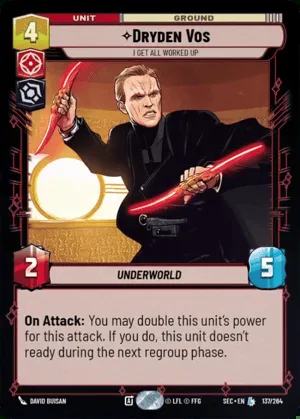 UNIT GROUND
4
✧DRYDEN VOS
I GET ALL WORKED UP
2
5
UNDERWORLD
On Attack: You may double this unit's power
for this attack. If you do, this unit doesn't
ready during the next regroup phase.
DAVID BUISAN © LFL © FFG SEC•EN 137/264